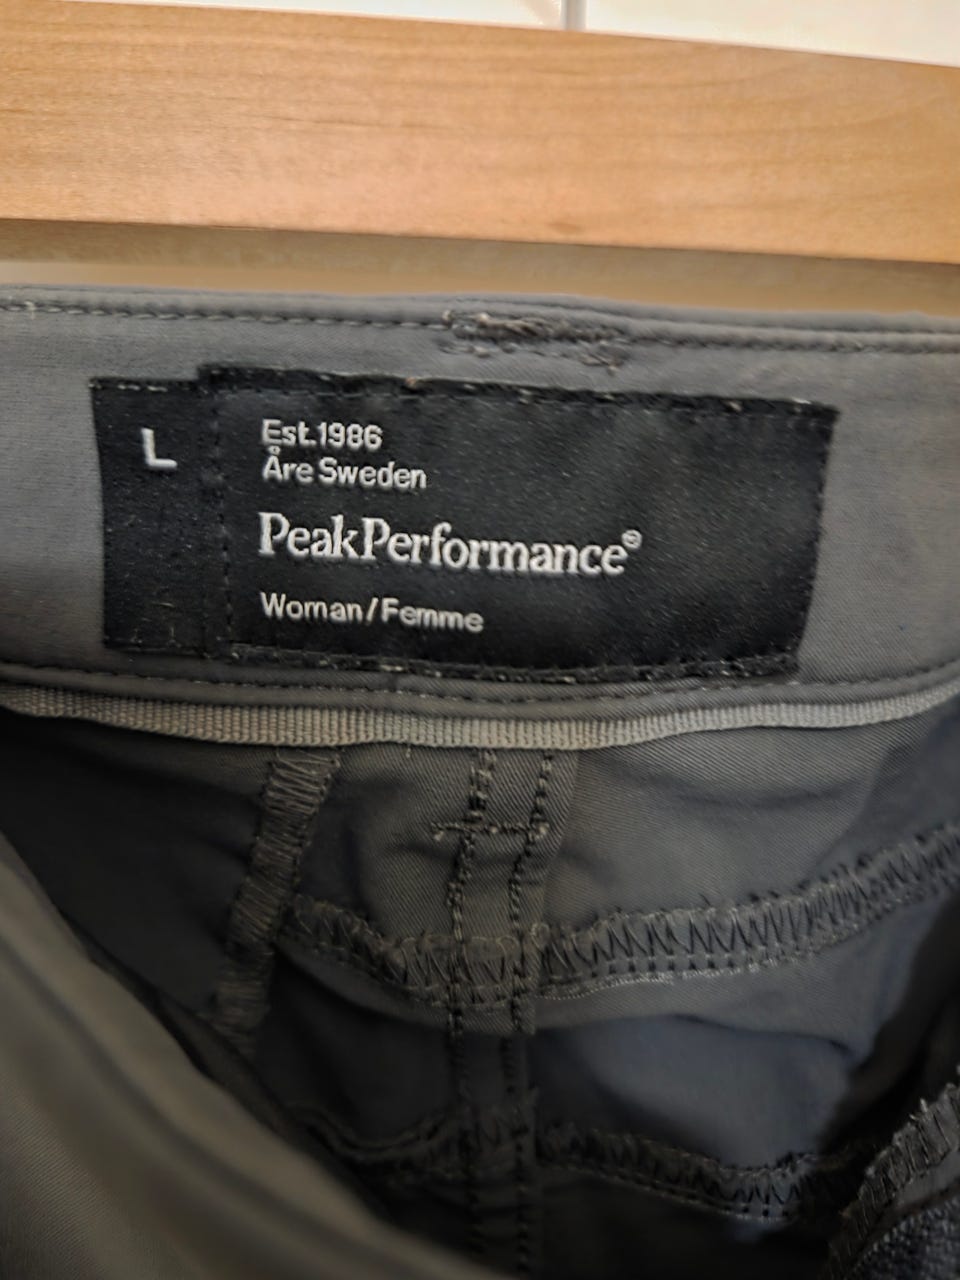 L
Est.1986
Åre Sweden
PeakPerformance®
Woman/Femme